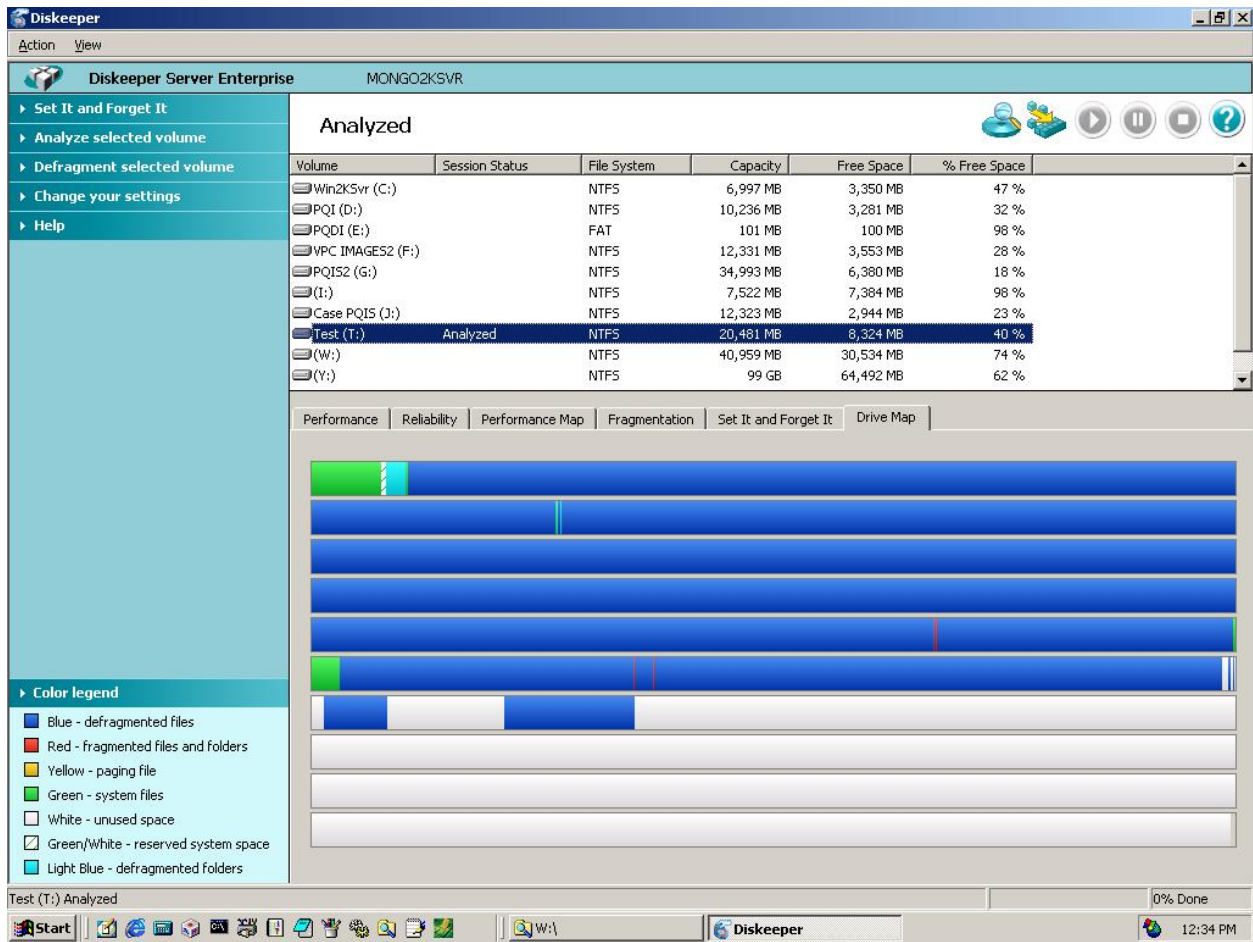 Diskeeper
Action View
Diskeeper Server Enterprise MONGO2KSVR
Set It and Forget It
Analyze selected volume
Defragment selected volume
Change your settings
Help
Analyzed
Volume Session Status File System Capacity Free Space % Free Space
Win2KSvr (C:) NTFS 6,997 MB 3,350 MB 47 %
PQI (D:) NTFS 10,236 MB 3,281 MB 32 %
PQDI (E:) FAT 101 MB 100 MB 98 %
VPC IMAGES2 (F:) NTFS 12,331 MB 3,553 MB 28 %
PQIS2 (G:) NTFS 34,993 MB 6,380 MB 18 %
(I:) NTFS 7,522 MB 7,384 MB 98 %
Case PQIS (J:) NTFS 12,323 MB 2,944 MB 23 %
Test (T:) Analyzed NTFS 20,481 MB 8,324 MB 40 %
(W:) NTFS 40,959 MB 30,534 MB 74 %
(Y:) NTFS 99 GB 64,492 MB 62 %
Performance Reliability Performance Map Fragmentation Set It and Forget It Drive Map
Color legend
Blue - defragmented files
Red - fragmented files and folders
Yellow - paging file
Green - system files
White - unused space
Green/White - reserved system space
Light Blue - defragmented folders
Test (T:) Analyzed 0% Done
Start W:\ Diskeeper 12:34 PM